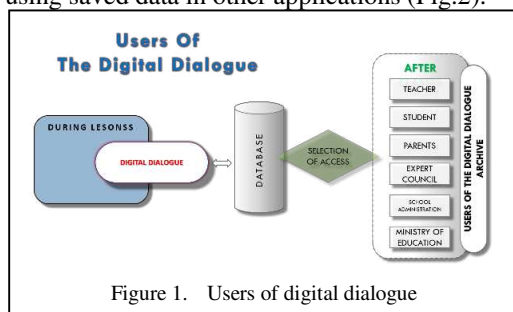 using saved data in other applications (Fig.2).
Users Of
The Digital Dialogue
DURING LESONSS
DIGITAL DIALOGUE
DATABASE
SELECTION
OF ACCESS
AFTER
TEACHER
STUDENT
PARENTS
EXPERT
COUNCIL
SCHOOL
ADMINISTRATION
MINISTRY OF
EDUCATION
USERS OF THE DIGITAL DIALOGUE
ARCHIVE
Figure 1. Users of digital dialogue